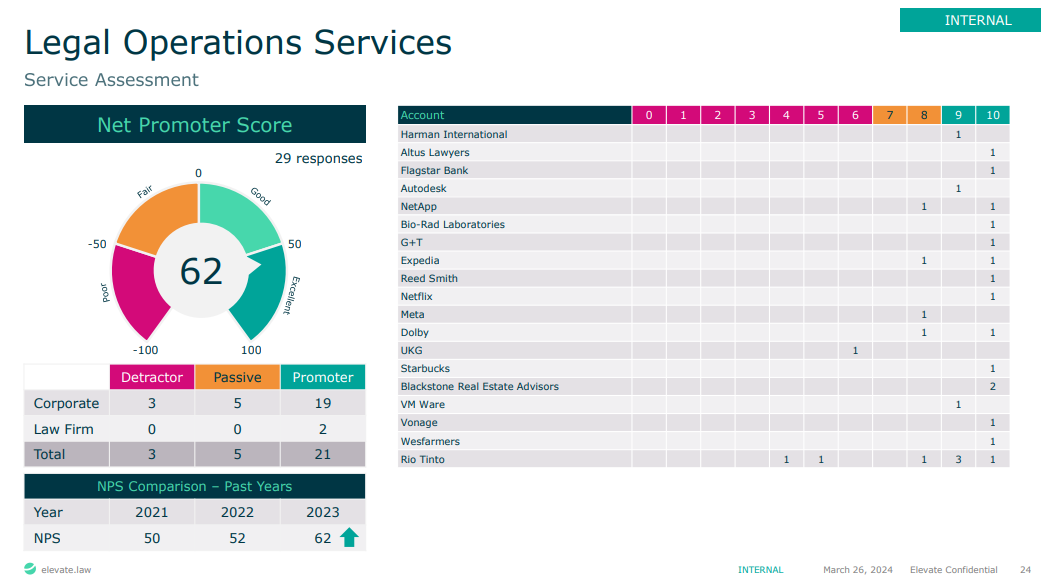 INTERNAL
Legal Operations Services
Service Assessment
Net Promoter Score
29 responses
0
Fair
Good
-50
50
62
Poor
Excellent
-100
100
Detractor Passive Promoter
Corporate 3 5 19
Law Firm 0 0 2
Total 3 5 21
NPS Comparison – Past Years
Year 2021 2022 2023
NPS 50 52 62
Account 0 1 2 3 4 5 6 7 8 9 10
Harman International 1
Altus Lawyers 1
Flagstar Bank 1
Autodesk 1
NetApp 1 1
Bio-Rad Laboratories 1
G+T 1
Expedia 1 1
Reed Smith 1
Netflix 1
Meta 1
Dolby 1 1
UKG 1
Starbucks 1
Blackstone Real Estate Advisors 2
VM Ware 1
Vonage 1
Wesfarmers 1
Rio Tinto 1 1 1 3 1
elevate.law
INTERNAL March 26, 2024 Elevate Confidential 24